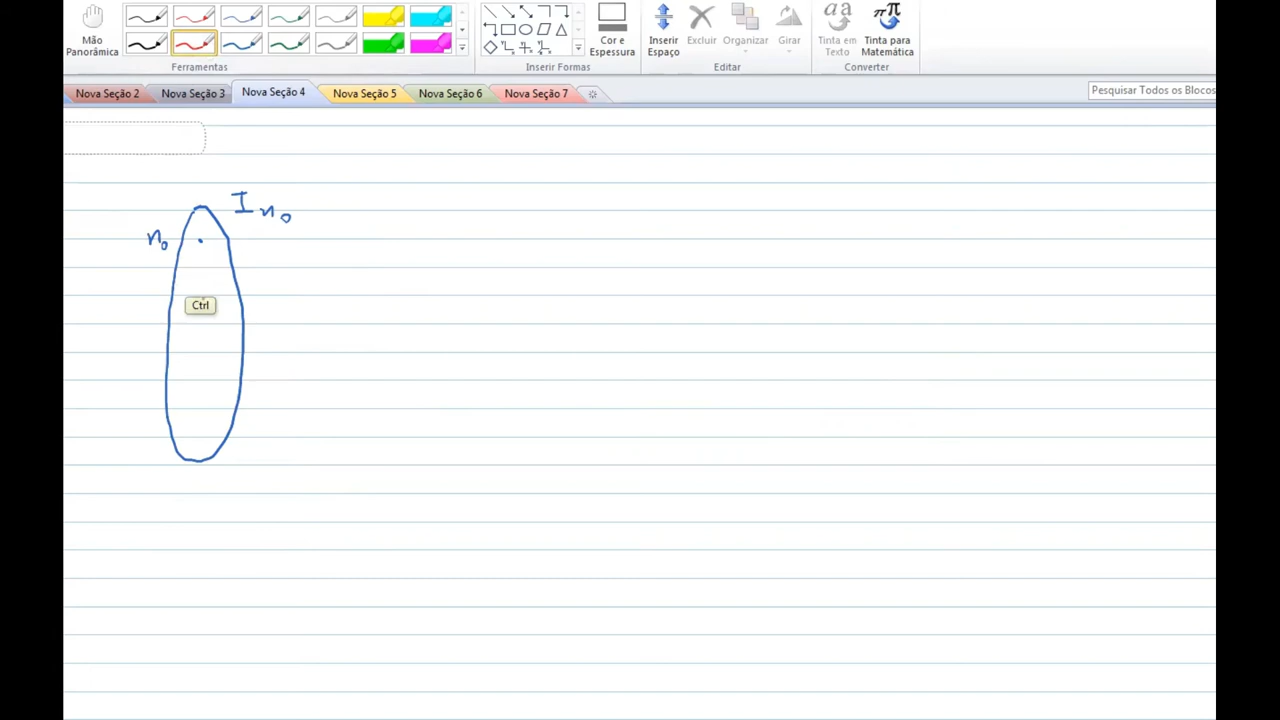 Mão
Panorâmica
Ferramentas
Inserir Formas
Cor e
Espessura
Inserir
Espaço
Excluir
Organizar
Girar
Editar
Tinta em
Texto
Tinta para
Matemática
Converter
Nova Seção 2
Nova Seção 3
Nova Seção 4
Nova Seção 5
Nova Seção 6
Nova Seção 7
Pesquisar Todos os Blocos
I n₀
n₀
Ctrl